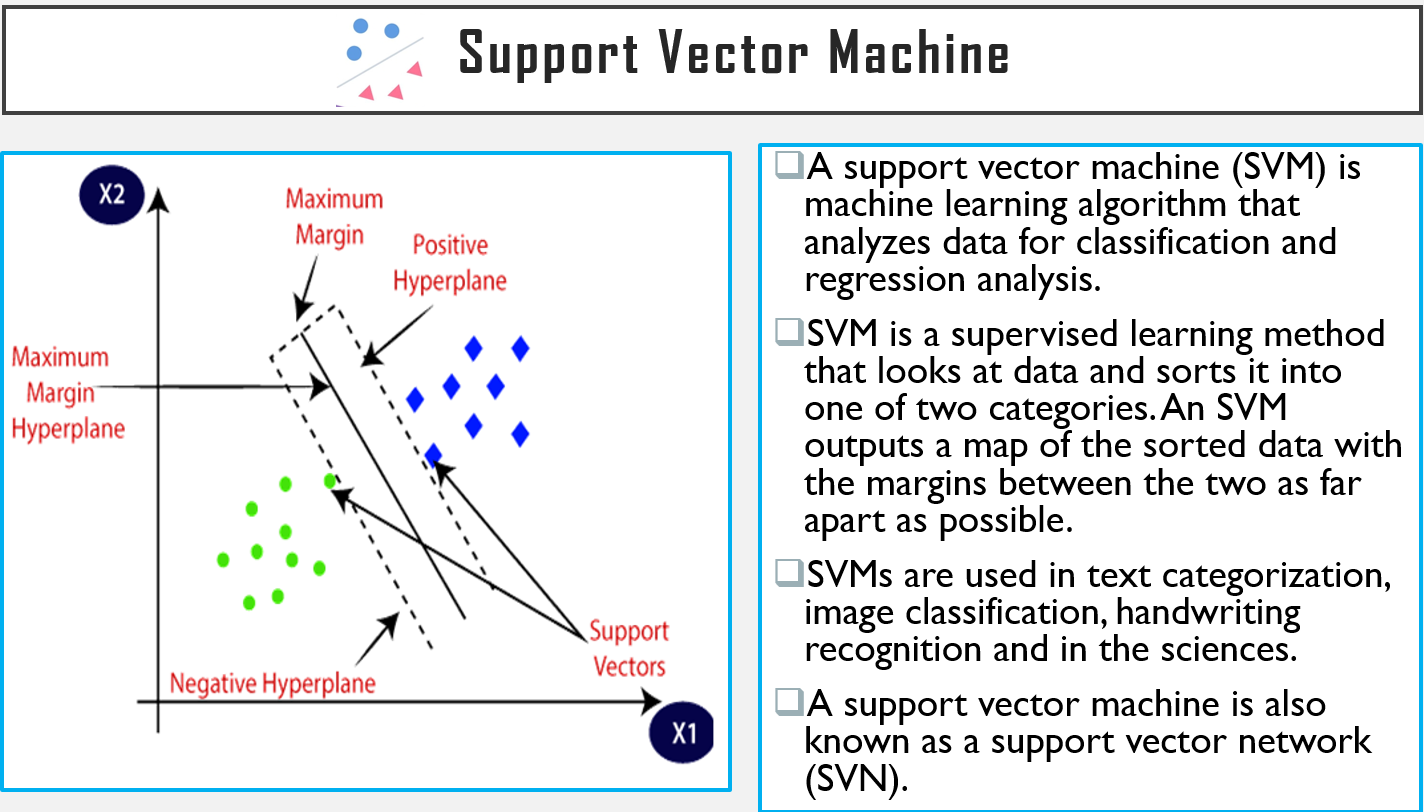 Support Vector Machine
X2
Maximum
Margin
Positive
Hyperplane
Maximum
Margin
Hyperplane
Support
Vectors
Negative Hyperplane
X1
A support vector machine (SVM) is
machine learning algorithm that
analyzes data for classification and
regression analysis.
SVM is a supervised learning method
that looks at data and sorts it into
one of two categories. An SVM
outputs a map of the sorted data with
the margins between the two as far
apart as possible.
SVMs are used in text categorization,
image classification, handwriting
recognition and in the sciences.
A support vector machine is also
known as a support vector network
(SVN).